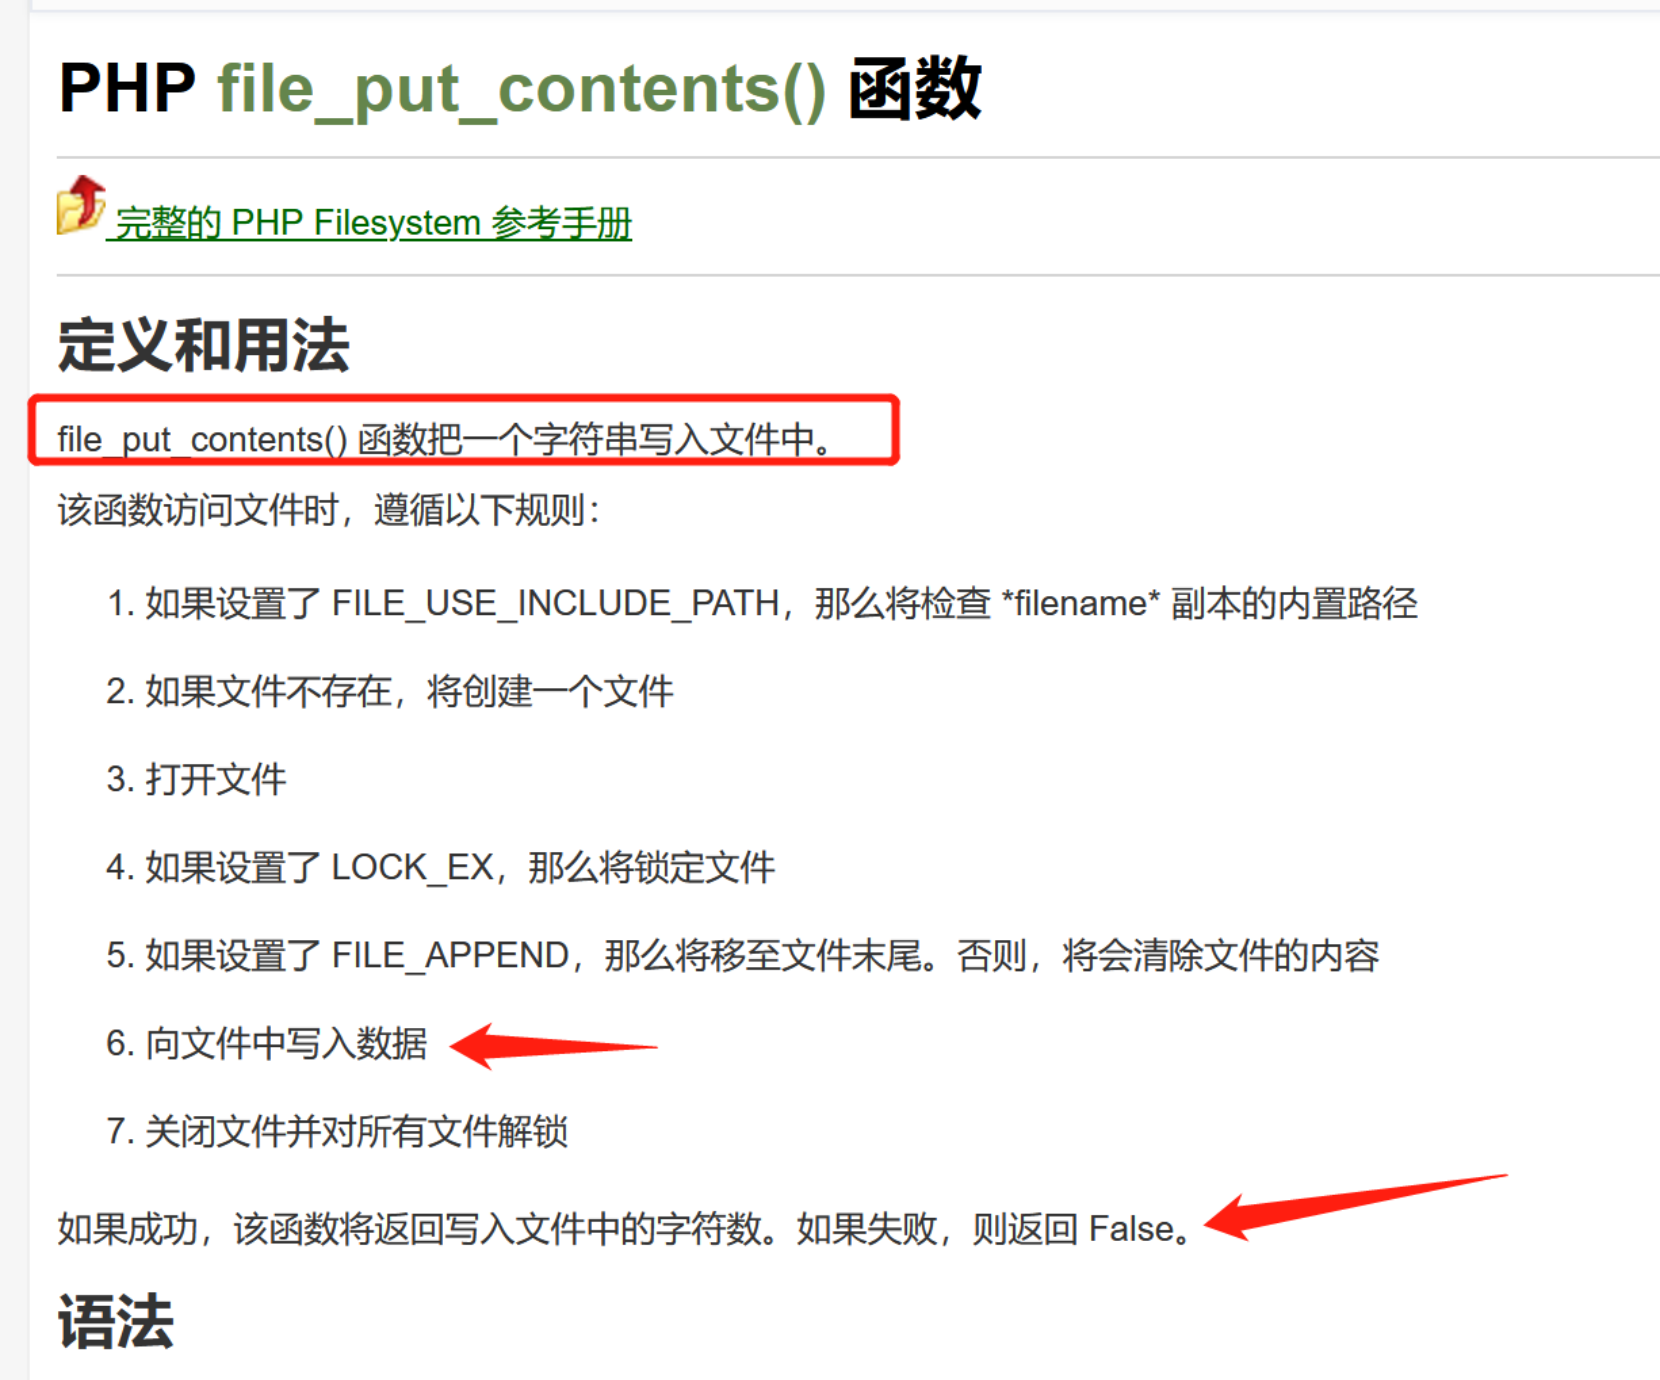 PHP file_put_contents() 函数
完整的 PHP Filesystem 参考手册
定义和用法
file_put_contents() 函数把一个字符串写入文件中。
该函数访问文件时，遵循以下规则：
1. 如果设置了 FILE_USE_INCLUDE_PATH，那么将检查 *filename* 副本的内置路径
2. 如果文件不存在，将创建一个文件
3. 打开文件
4. 如果设置了 LOCK_EX，那么将锁定文件
5. 如果设置了 FILE_APPEND，那么将移至文件末尾。否则，将会清除文件的内容
6. 向文件中写入数据
7. 关闭文件并对所有文件解锁
如果成功，该函数将返回写入文件中的字符数。如果失败，则返回 False。
语法